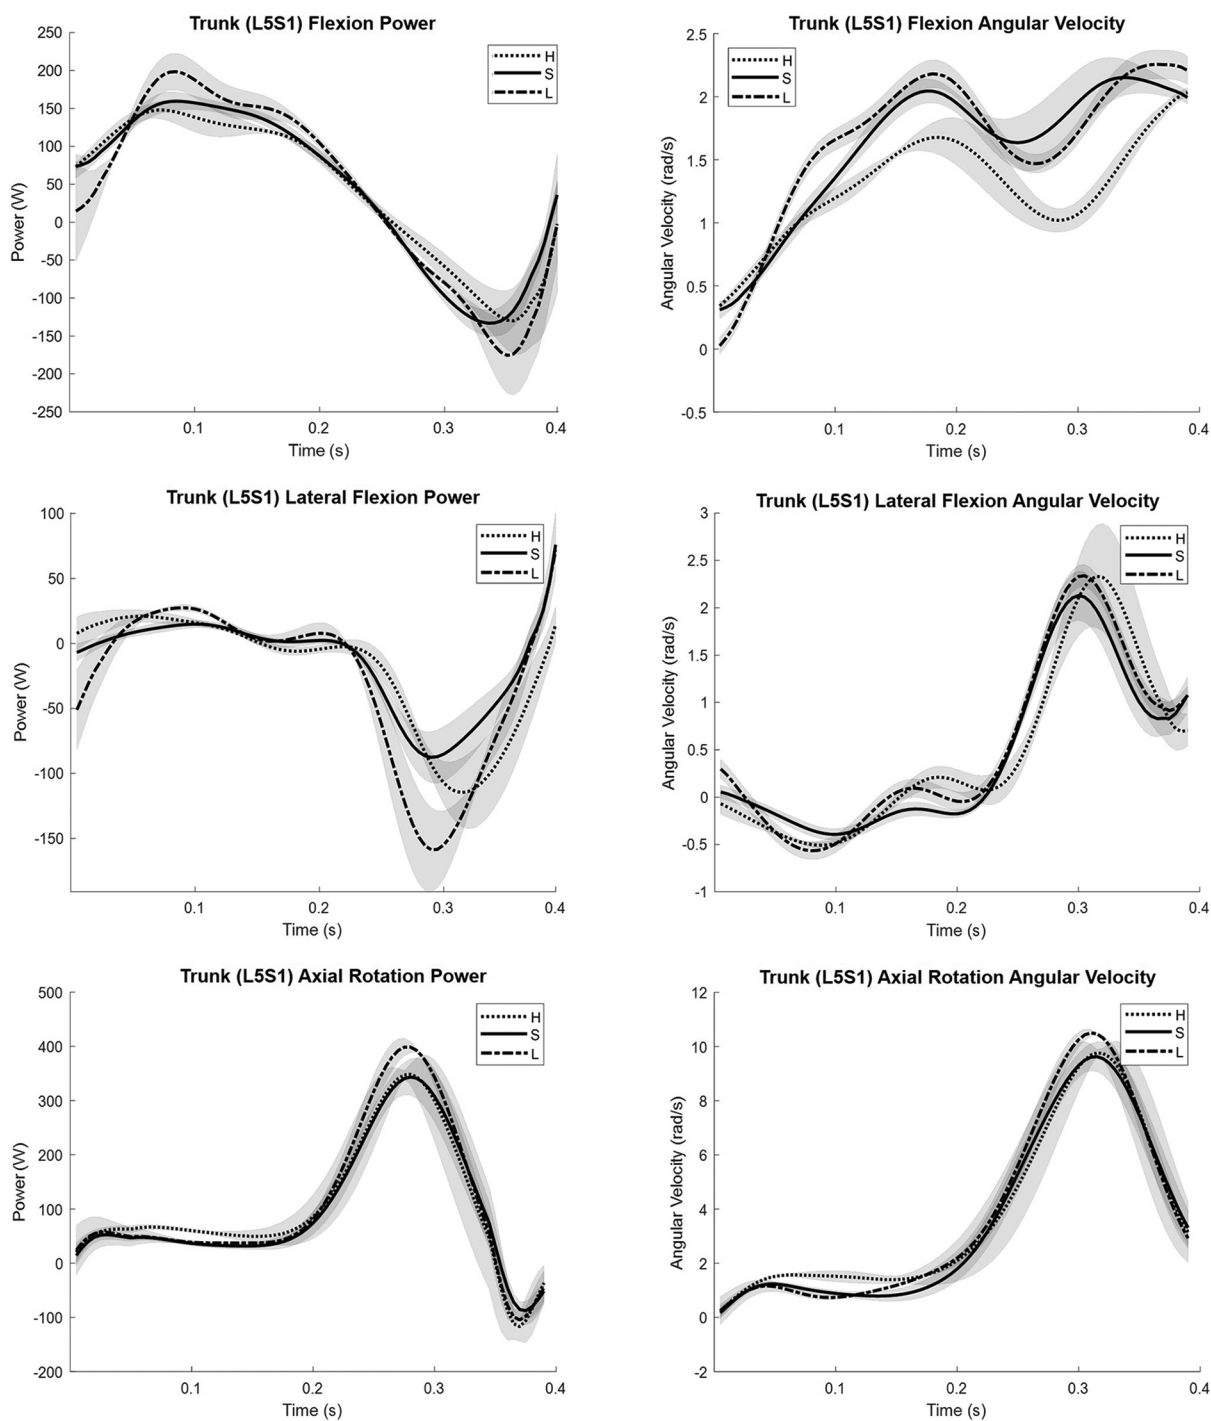 Trunk (L5S1) Flexion Power
250
200
150
100
50
0
-50
-100
-150
-200
-250
Power (W)
0.1 0.2 0.3 0.4
Time (s)
H
S
L
Trunk (L5S1) Flexion Angular Velocity
2.5
2
1.5
1
0.5
0
-0.5
Angular Velocity (rad/s)
0.1 0.2 0.3 0.4
Time (s)
H
S
L
Trunk (L5S1) Lateral Flexion Power
100
50
0
-50
-100
-150
Power (W)
0.1 0.2 0.3 0.4
Time (s)
H
S
L
Trunk (L5S1) Lateral Flexion Angular Velocity
3
2.5
2
1.5
1
0.5
0
-0.5
-1
Angular Velocity (rad/s)
0.1 0.2 0.3 0.4
Time (s)
H
S
L
Trunk (L5S1) Axial Rotation Power
500
400
300
200
100
0
-100
-200
Power (W)
0.1 0.2 0.3 0.4
Time (s)
H
S
L
Trunk (L5S1) Axial Rotation Angular Velocity
12
10
8
6
4
2
0
-2
Angular Velocity (rad/s)
0.1 0.2 0.3 0.4
Time (s)
H
S
L